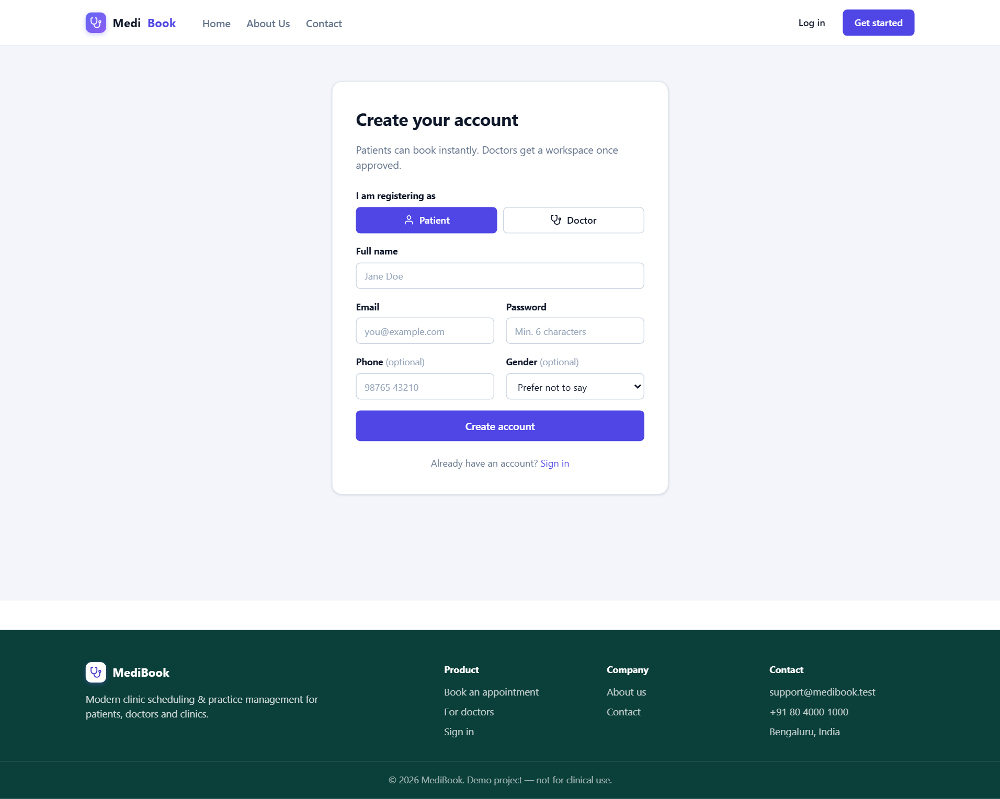 Medi Book
Home
About Us
Contact
Log in
Get started
Create your account
Patients can book instantly. Doctors get a workspace once
approved.
I am registering as
Patient
Doctor
Full name
Jane Doe
Email
Password
you@example.com
Min. 6 characters
Phone (optional)
Gender (optional)
98765 43210
Prefer not to say
Create account
Already have an account? Sign in
MediBook
Modern clinic scheduling & practice management for
patients, doctors and clinics.
Product
Book an appointment
For doctors
Sign in
Company
About us
Contact
Contact
support@medibook.test
+91 80 4000 1000
Bengaluru, India
© 2026 MediBook. Demo project — not for clinical use.